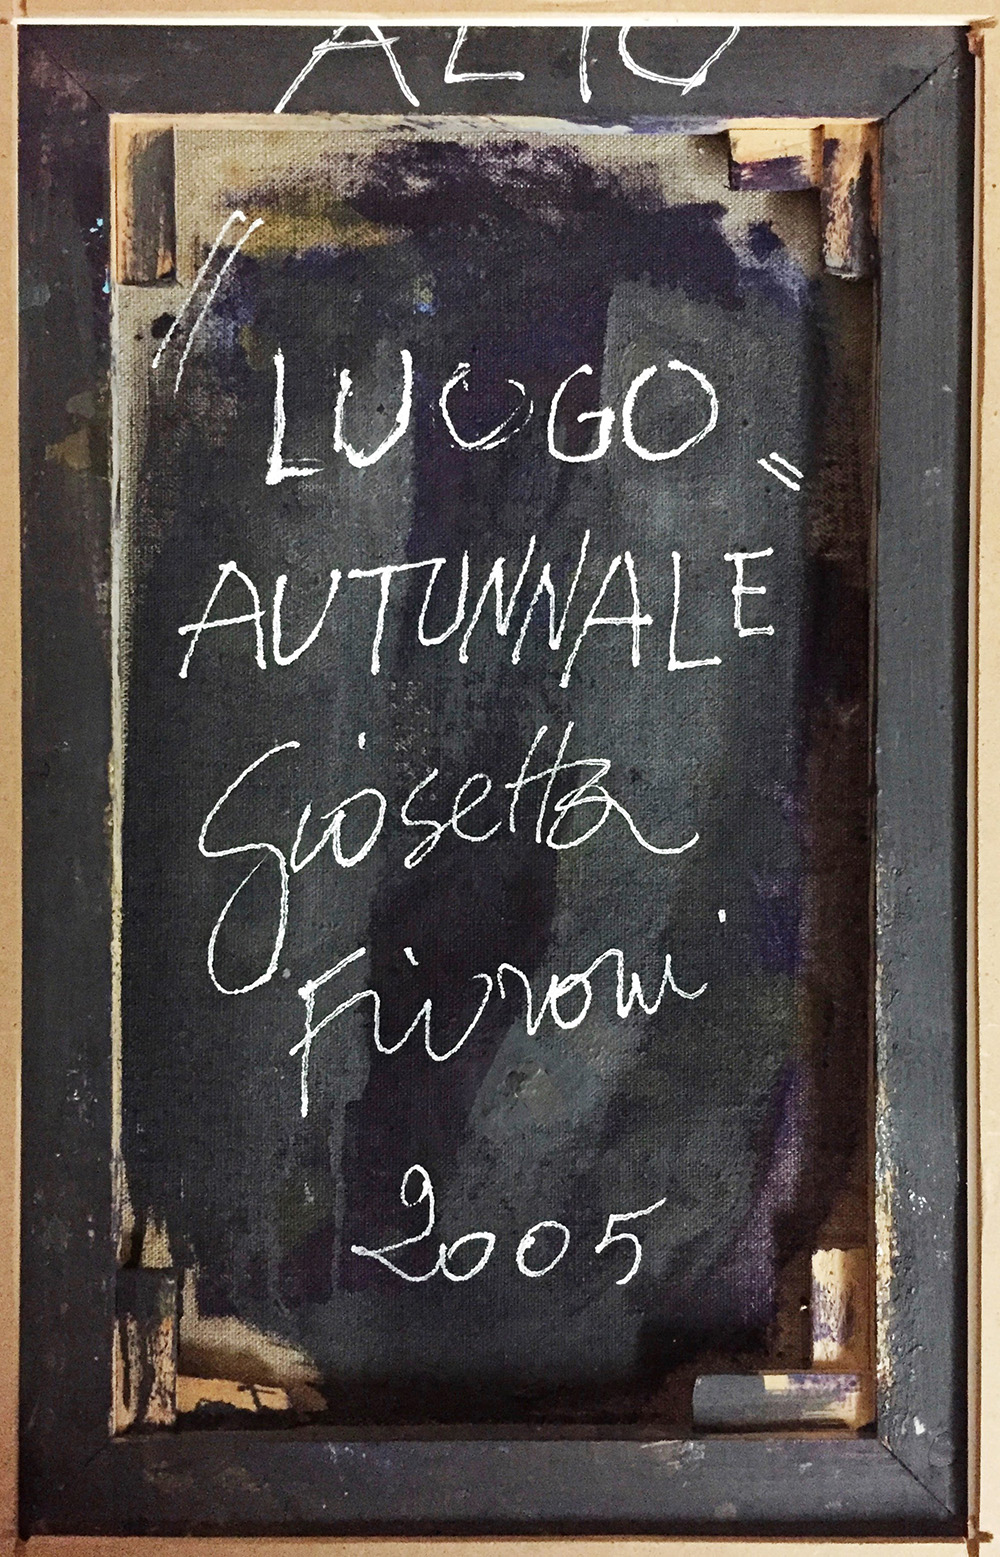 ALTO
"LUOGO"
AUTUNNALE
Giosetta
Fioroni
2005